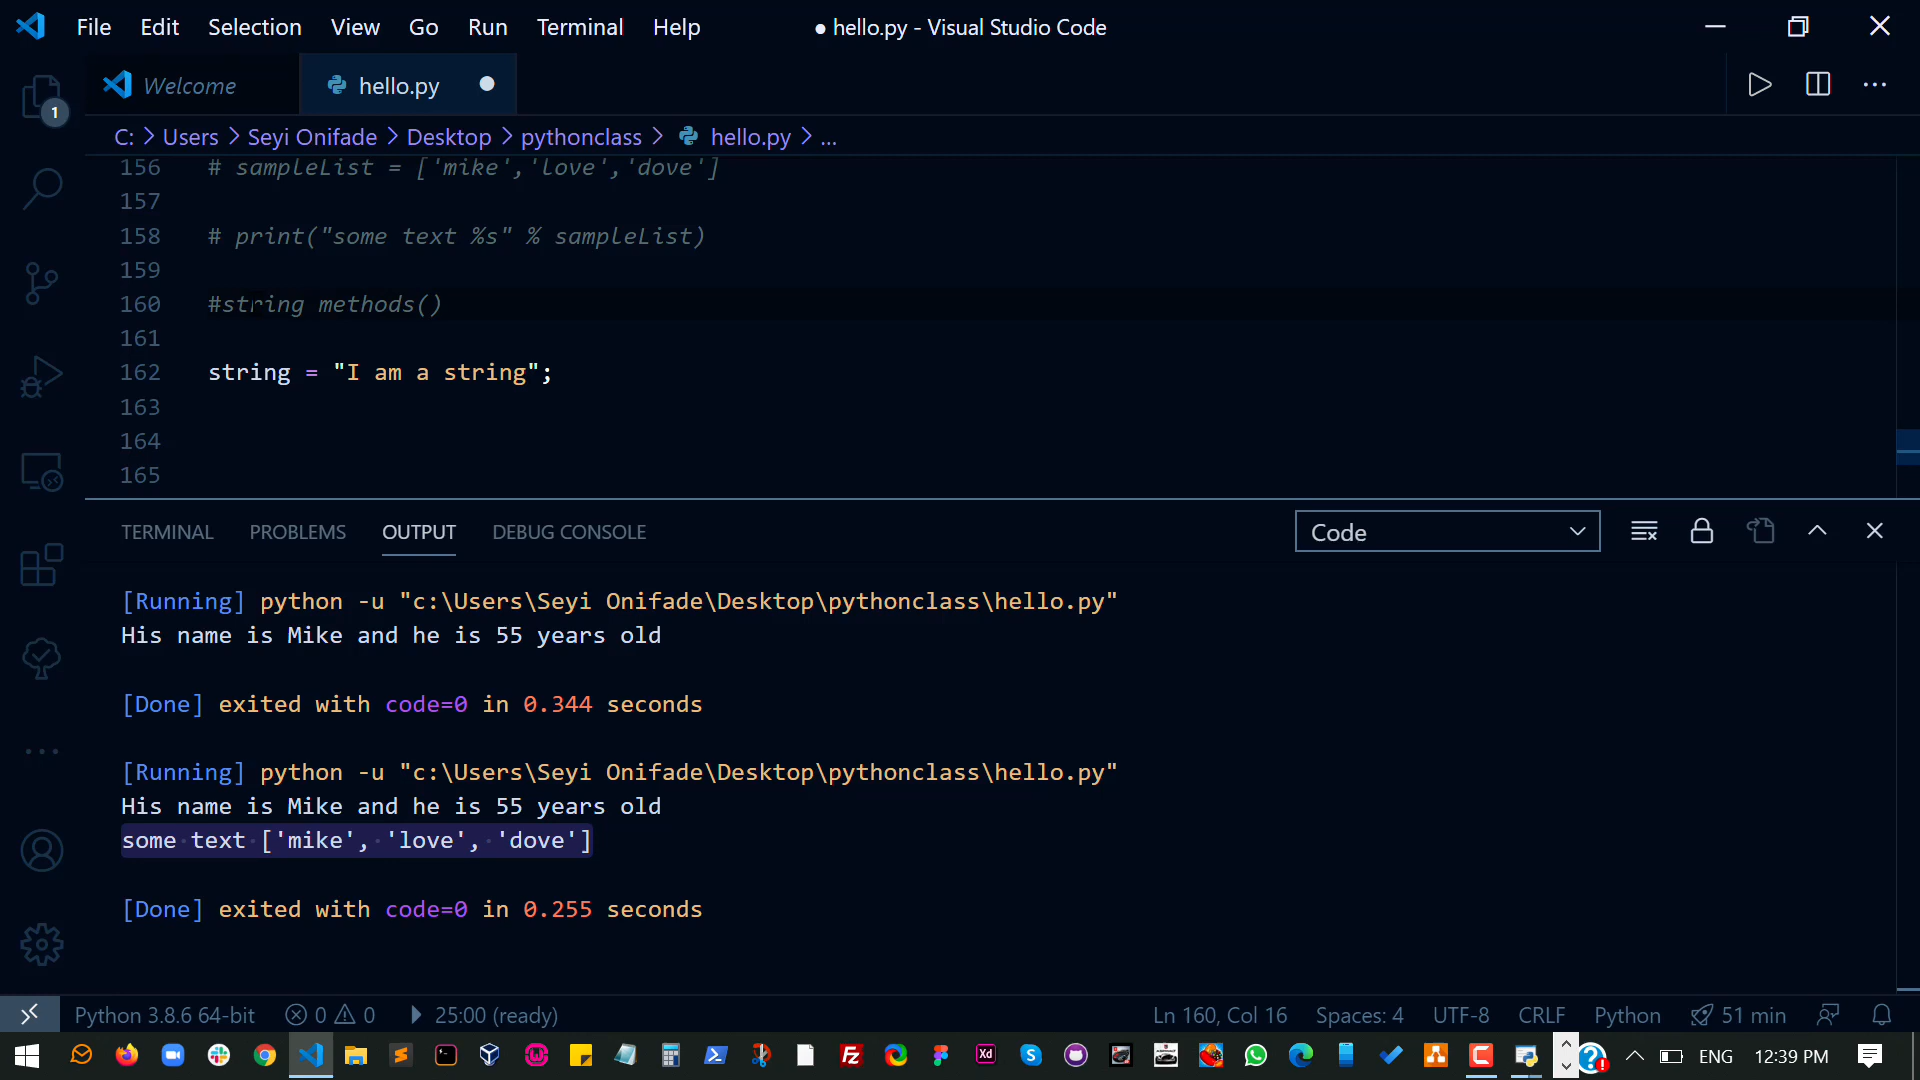 File Edit Selection View Go Run Terminal Help ● hello.py - Visual Studio Code
Welcome hello.py
1
C: > Users > Seyi Onifade > Desktop > pythonclass > hello.py > ...
156 # sampleList = ['mike','love','dove']
157
158 # print("some text %s" % sampleList)
159
160 #string methods()
161
162 string = "I am a string";
163
164
165
TERMINAL PROBLEMS OUTPUT DEBUG CONSOLE Code
[Running] python -u "c:\Users\Seyi Onifade\Desktop\pythonclass\hello.py"
His name is Mike and he is 55 years old
[Done] exited with code=0 in 0.344 seconds
[Running] python -u "c:\Users\Seyi Onifade\Desktop\pythonclass\hello.py"
His name is Mike and he is 55 years old
some text ['mike', 'love', 'dove']
[Done] exited with code=0 in 0.255 seconds
Python 3.8.6 64-bit 0 0 25:00 (ready) Ln 160, Col 16 Spaces: 4 UTF-8 CRLF Python 51 min
Xd ENG 12:39 PM